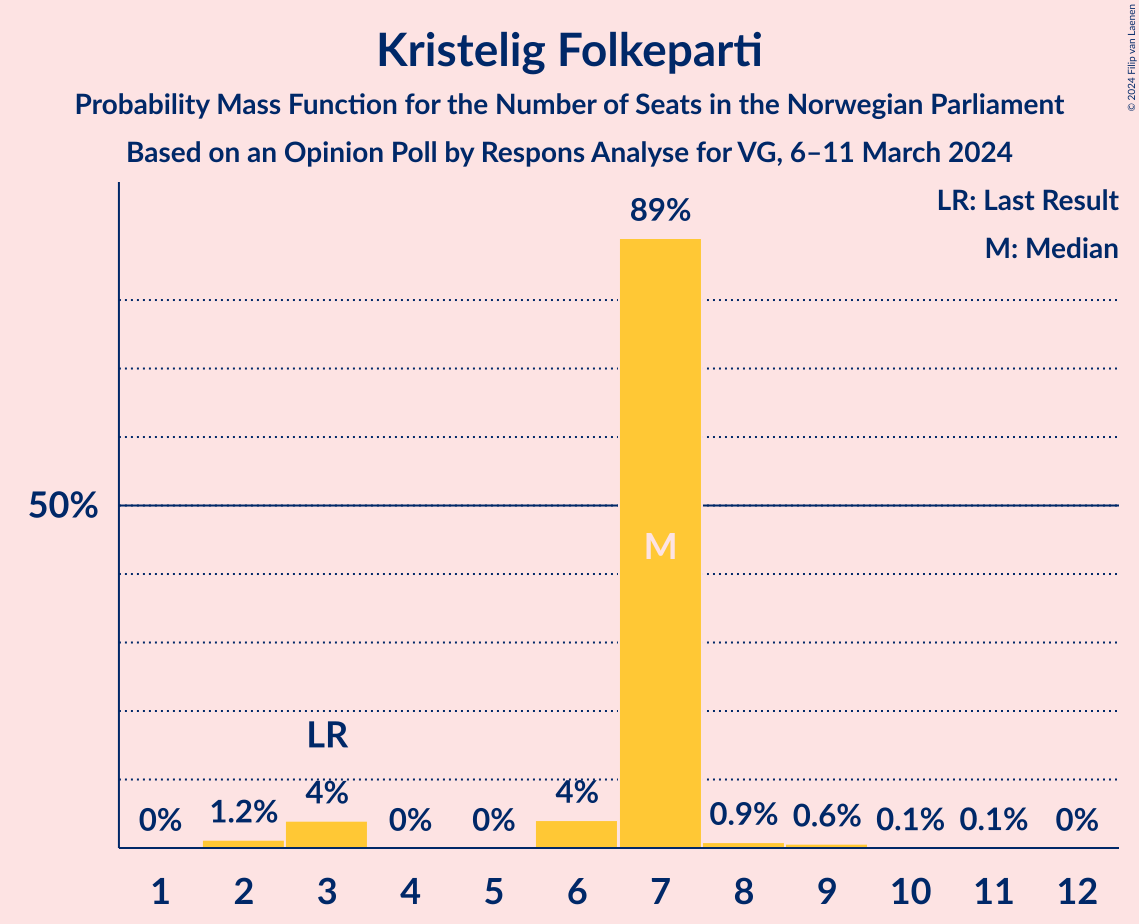 © 2024 Filip van Laenen
Kristelig Folkeparti
Probability Mass Function for the Number of Seats in the Norwegian Parliament
Based on an Opinion Poll by Respons Analyse for VG, 6–11 March 2024
LR: Last Result
M: Median
89%
50%
M
LR
0% 1.2% 4% 0% 0% 4% 0.9% 0.6% 0.1% 0.1% 0%
1 2 3 4 5 6 7 8 9 10 11 12